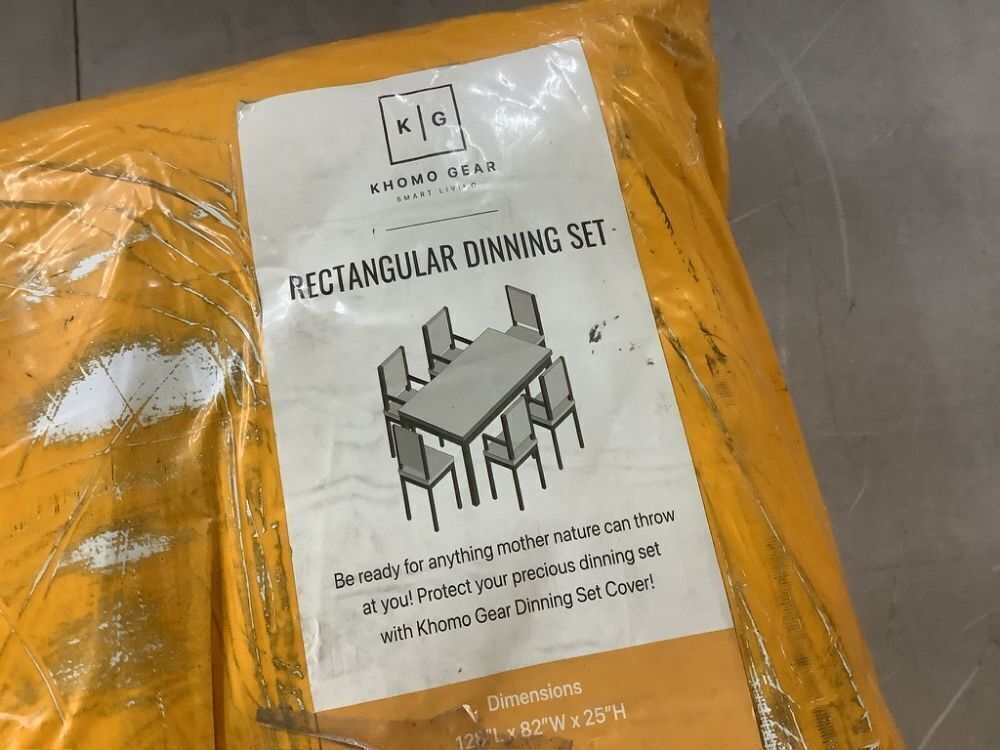 K | G
KHOMO GEAR
SMART LIVING
RECTANGULAR DINNING SET
Be ready for anything mother nature can throw
at you! Protect your precious dinning set
with Khomo Gear Dinning Set Cover!
Dimensions
x 82"W x 25"H